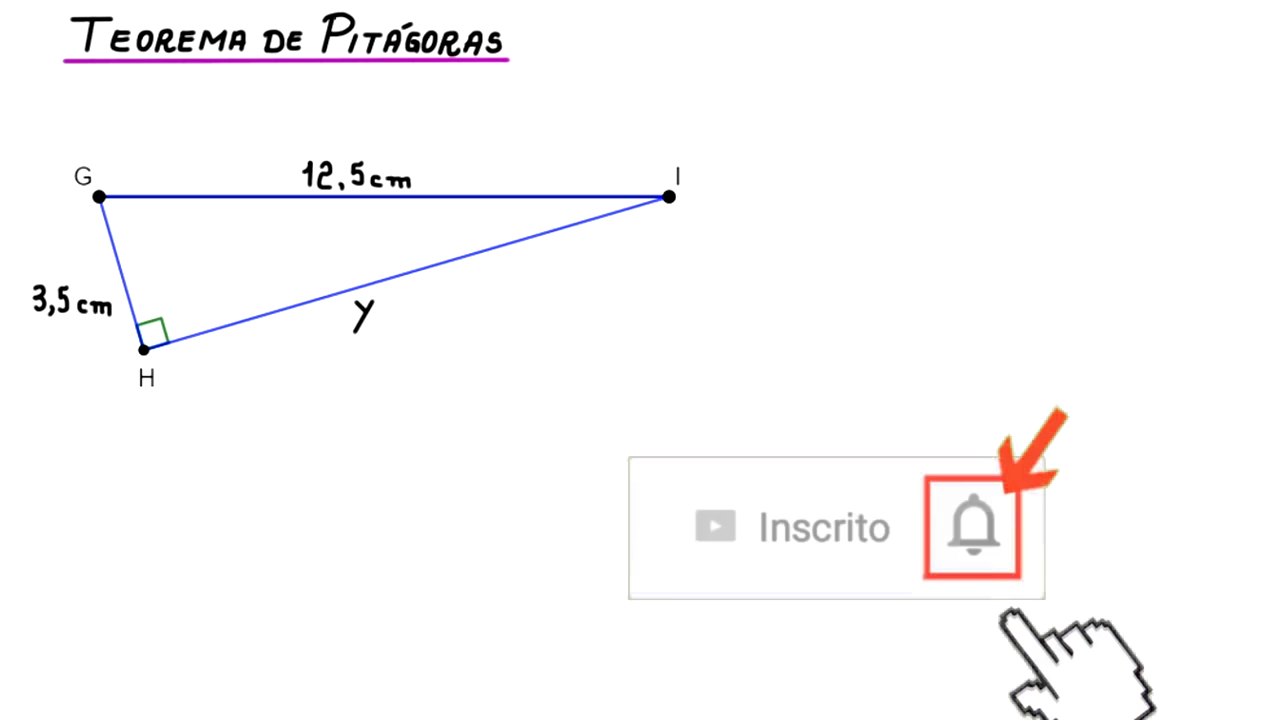 TEOREMA DE PITÁGORAS
G
12,5cm
I
3,5cm
y
H
Inscrito